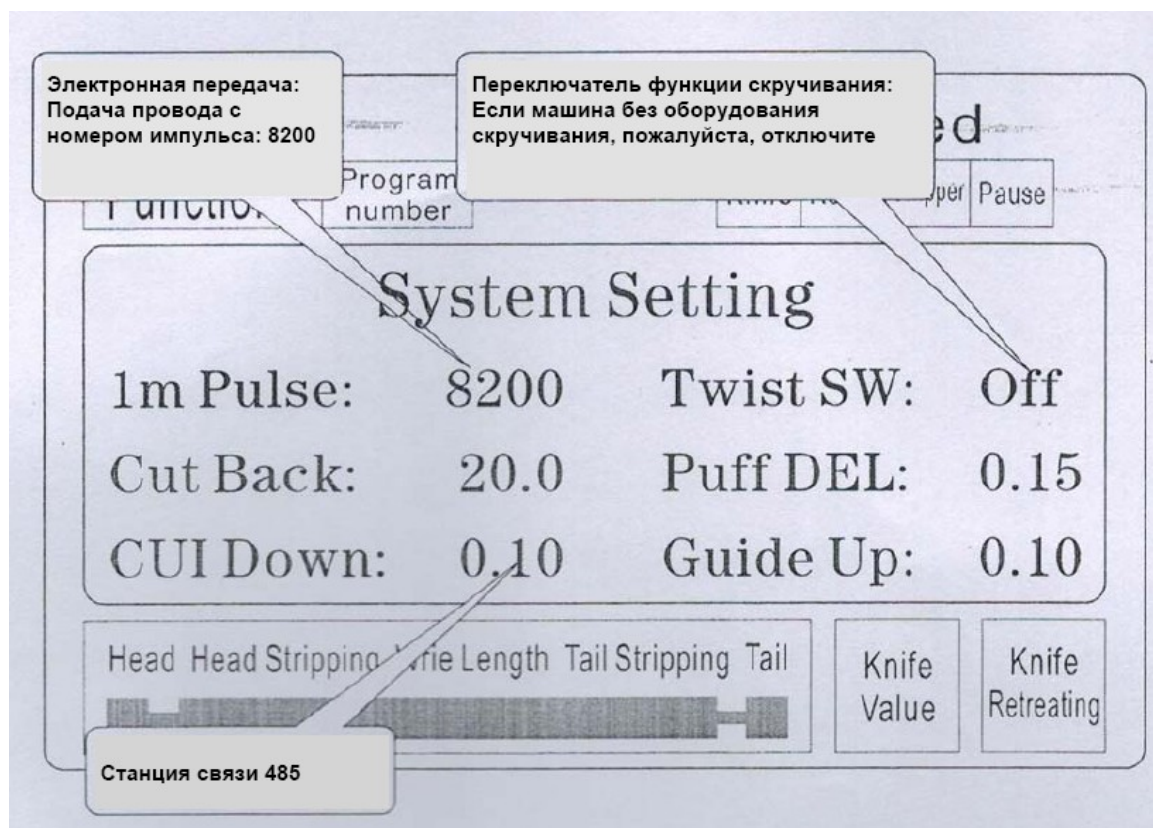 Электронная передача:
Подача провода с
номером импульса: 8200
Переключатель функции скручивания:
Если машина без оборудования
скручивания, пожалуйста, отключите
Program
number
Pause
System Setting
1m Pulse: 8200 Twist SW: Off
Cut Back: 20.0 Puff DEL: 0.15
CUI Down: 0.10 Guide Up: 0.10
Head Head Stripping Wrie Length Tail Stripping Tail
Knife
Value
Knife
Retreating
Станция связи 485